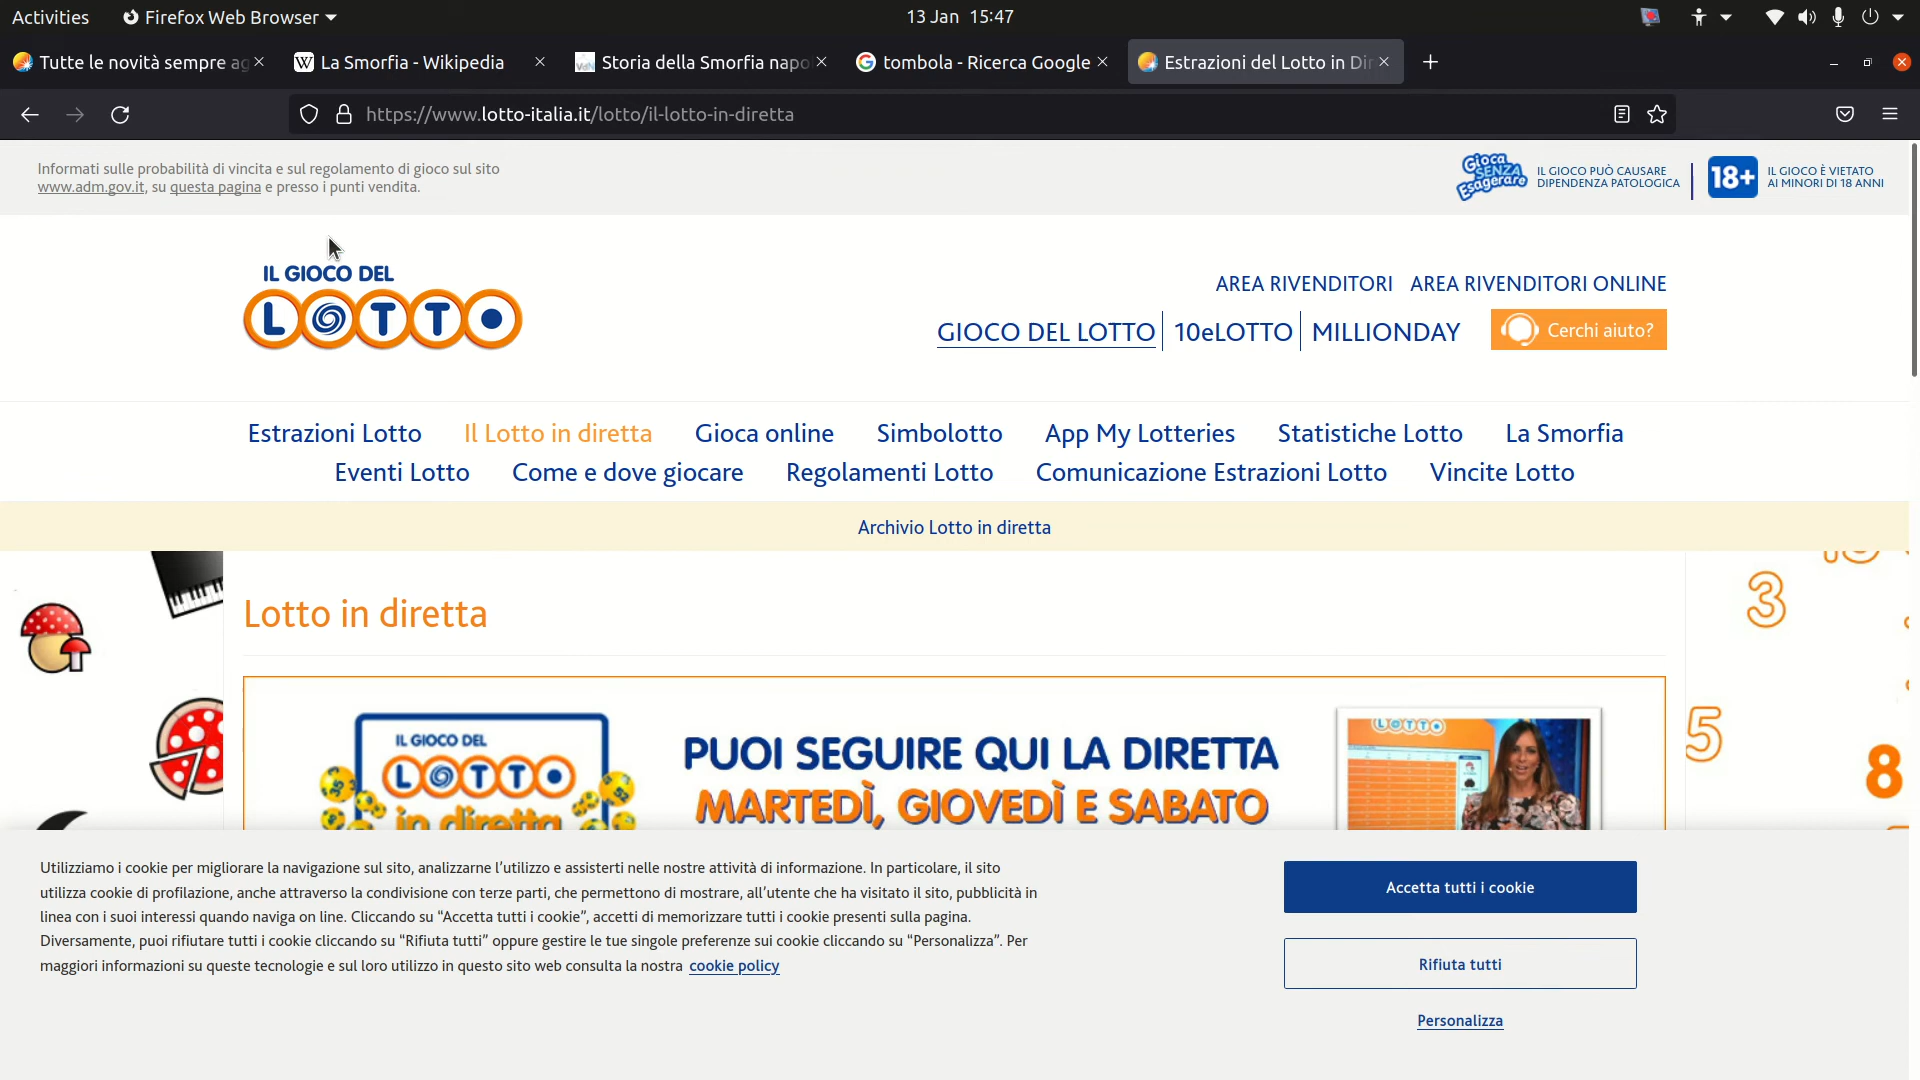 Activities
Firefox Web Browser
13 Jan 15:47
Tutte le novità sempre ag
La Smorfia - Wikipedia
Storia della Smorfia napo
tombola - Ricerca Google
Estrazioni del Lotto in Dir
https://www.lotto-italia.it/lotto/il-lotto-in-diretta
Informati sulle probabilità di vincita e sul regolamento di gioco sul sito
www.adm.gov.it, su questa pagina e presso i punti vendita.
Gioca
SENZA
Esagerare
IL GIOCO PUÒ CAUSARE
DIPENDENZA PATOLOGICA
18+
IL GIOCO È VIETATO
AI MINORI DI 18 ANNI
IL GIOCO DEL
LOTTO
AREA RIVENDITORI AREA RIVENDITORI ONLINE
GIOCO DEL LOTTO 10eLOTTO MILLIONDAY
Cerchi aiuto?
Estrazioni Lotto Il Lotto in diretta Gioca online Simbolotto App My Lotteries Statistiche Lotto La Smorfia
Eventi Lotto Come e dove giocare Regolamenti Lotto Comunicazione Estrazioni Lotto Vincite Lotto
Archivio Lotto in diretta
3
5
8
Lotto in diretta
IL GIOCO DEL
LOTTO
in diretta
PUOI SEGUIRE QUI LA DIRETTA
MARTEDÌ, GIOVEDÌ E SABATO
LOTTO
Utilizziamo i cookie per migliorare la navigazione sul sito, analizzarne l'utilizzo e assisterti nelle nostre attività di informazione. In particolare, il sito
utilizza cookie di profilazione, anche attraverso la condivisione con terze parti, che permettono di mostrare, all'utente che ha visitato il sito, pubblicità in
linea con i suoi interessi quando naviga on line. Cliccando su “Accetta tutti i cookie”, accetti di memorizzare tutti i cookie presenti sulla pagina.
Diversamente, puoi rifiutare tutti i cookie cliccando su “Rifiuta tutti” oppure gestire le tue singole preferenze sui cookie cliccando su “Personalizza”. Per
maggiori informazioni su queste tecnologie e sul loro utilizzo in questo sito web consulta la nostra cookie policy
Accetta tutti i cookie
Rifiuta tutti
Personalizza